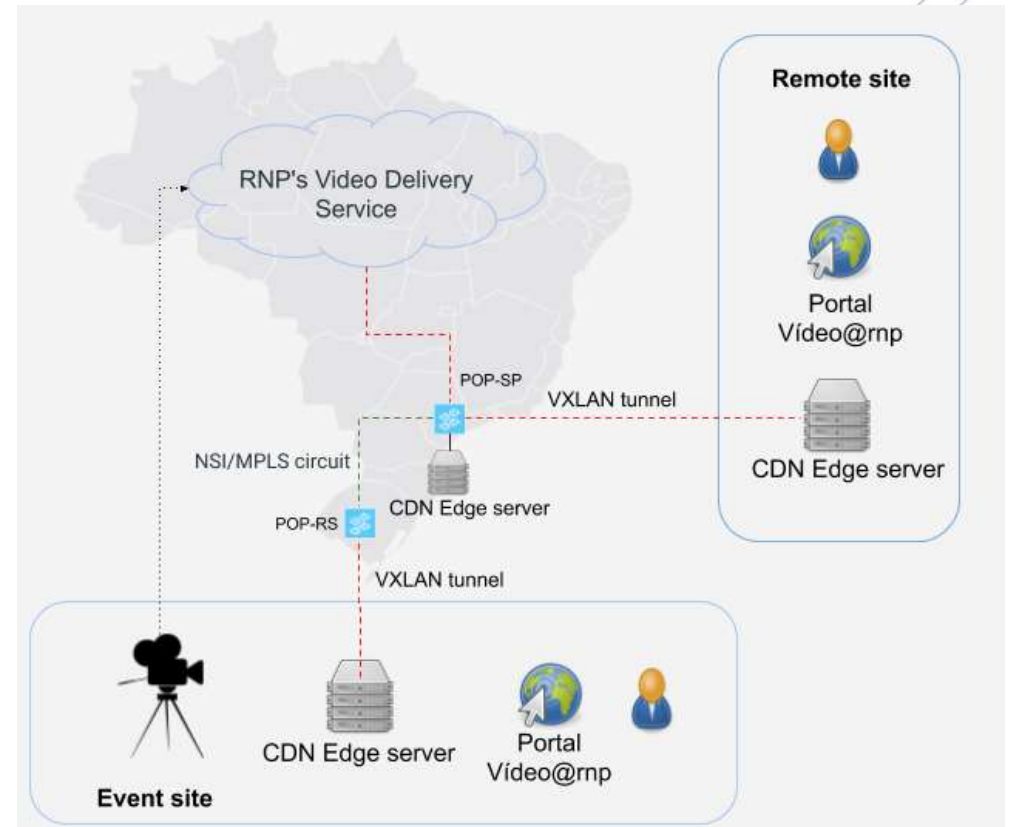 Remote site
RNP's Video Delivery
Service
Portal
Vídeo@rnp
POP-SP
VXLAN tunnel
NSI/MPLS circuit
CDN Edge server
CDN Edge server
POP-RS
VXLAN tunnel
CDN Edge server
Portal
Vídeo@rnp
Event site